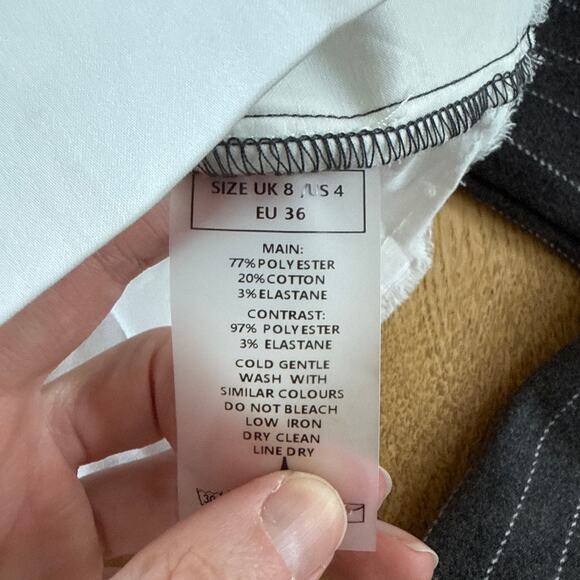 SIZE UK 8 /US 4
EU 36
MAIN:
77% POLYESTER
20% COTTON
3% ELASTANE
CONTRAST:
97% POLYESTER
3% ELASTANE
COLD GENTLE
WASH WITH
SIMILAR COLOURS
DO NOT BLEACH
LOW IRON
DRY CLEAN
LINE DRY
30